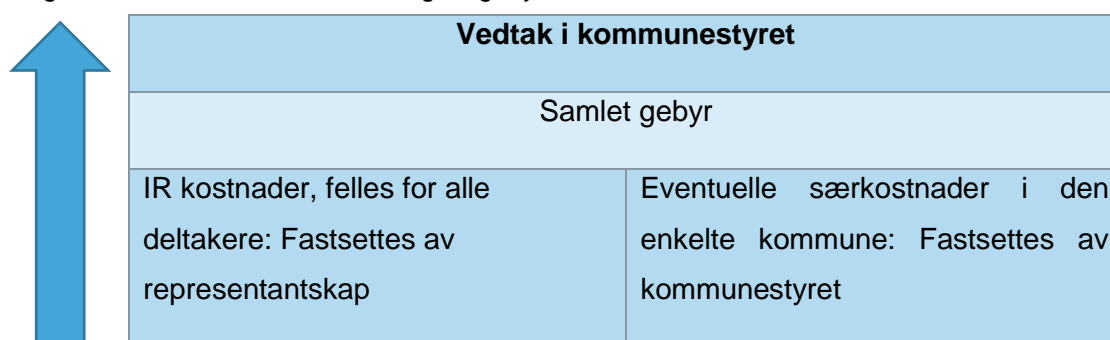 Vedtak i kommunestyret
Samlet gebyr
IR kostnader, felles for alle
deltakere: Fastsettes av
representantskap
Eventuelle særkostnader i den
enkelte kommune: Fastsettes av
kommunestyret